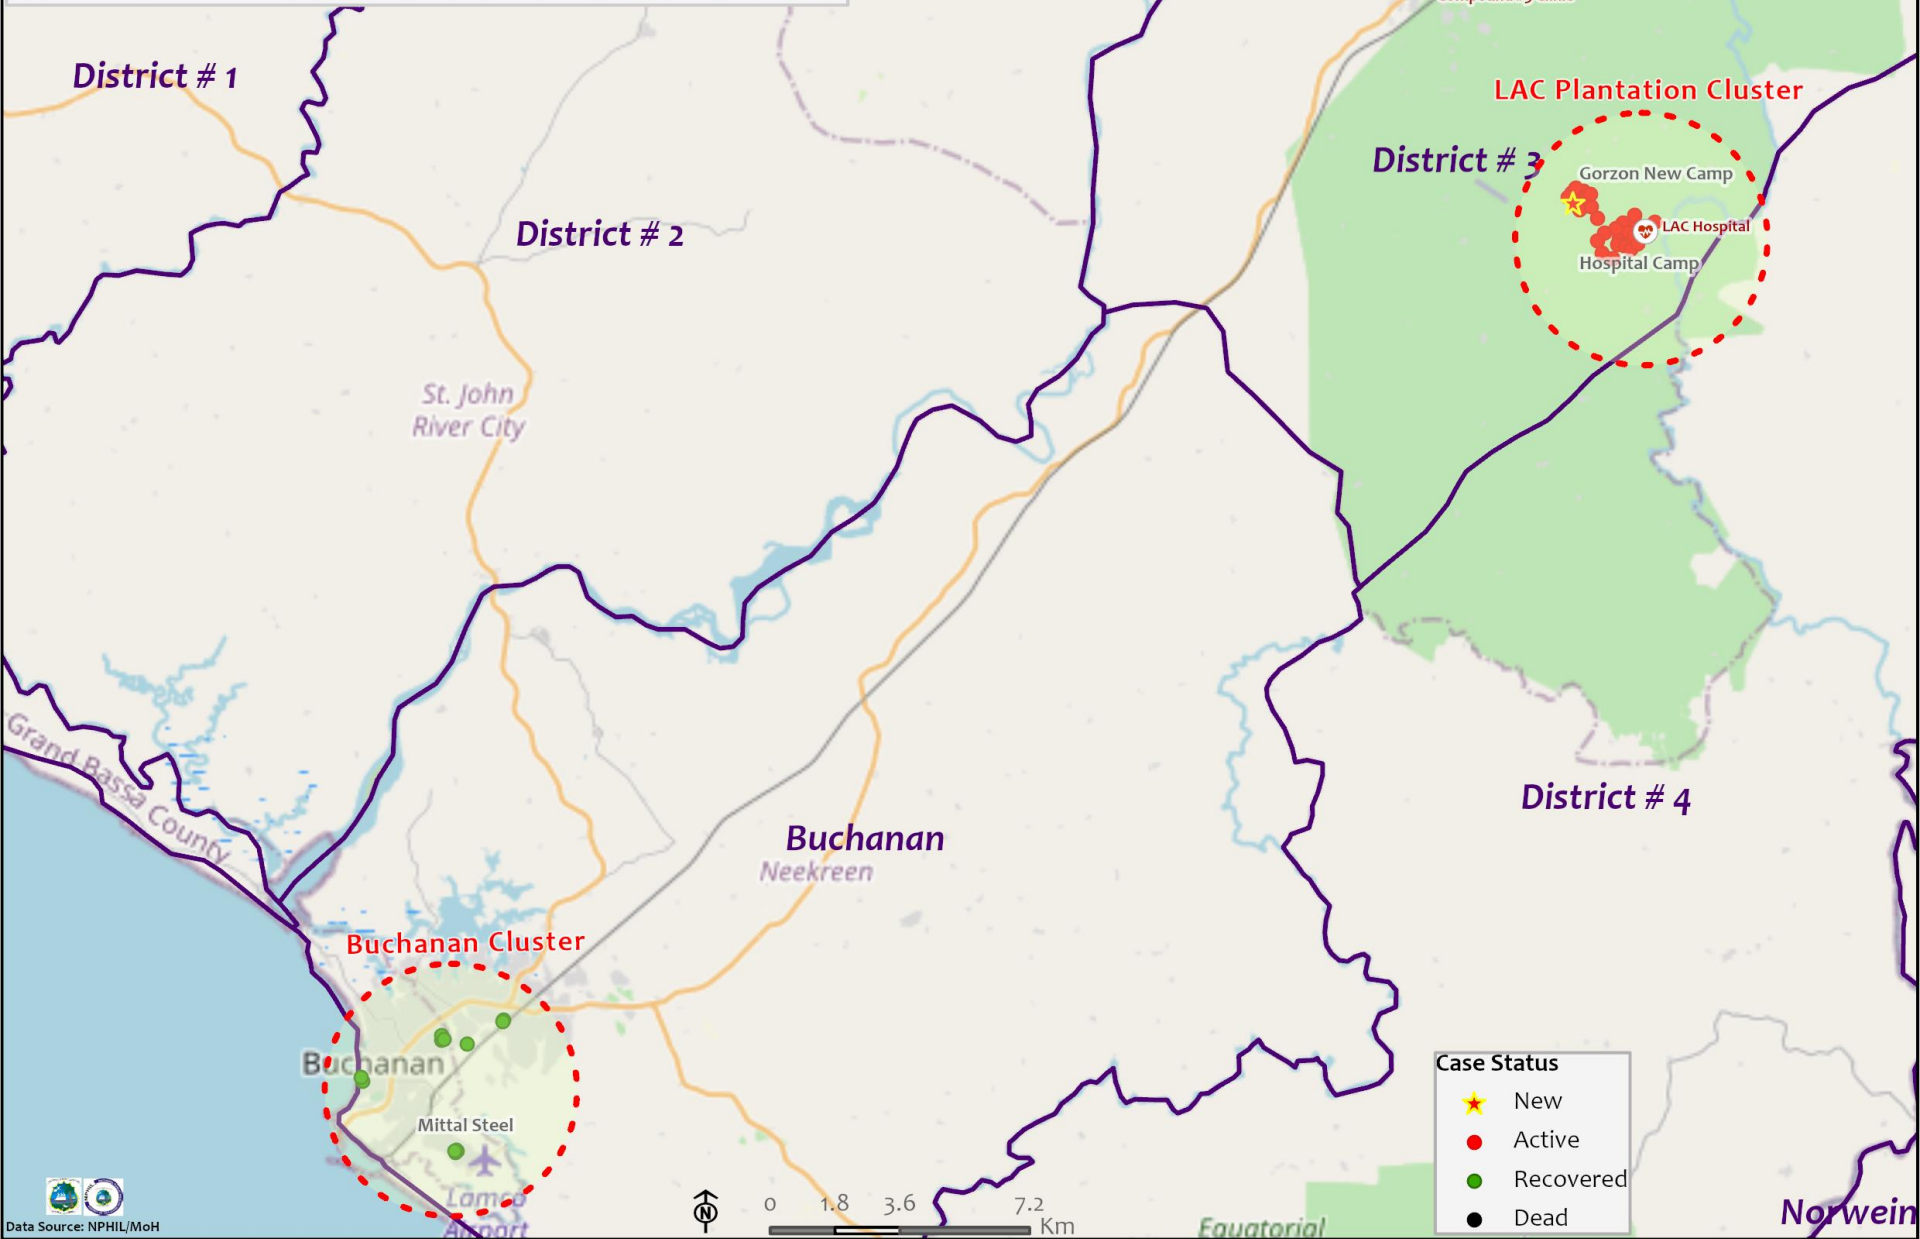 District # 1
LAC Plantation Cluster
District # 3
Gorzon New Camp
LAC Hospital
Hospital Camp
District # 2
St. John
River City
Grand Bassa County
District # 4
Buchanan
Neekreen
Buchanan Cluster
Buchanan
Mittal Steel
Lamco
Airport
Case Status
New
Active
Recovered
Dead
Data Source: NPHIL/MoH
N
0 1.8 3.6 7.2
Km
Equatorial
Norwein